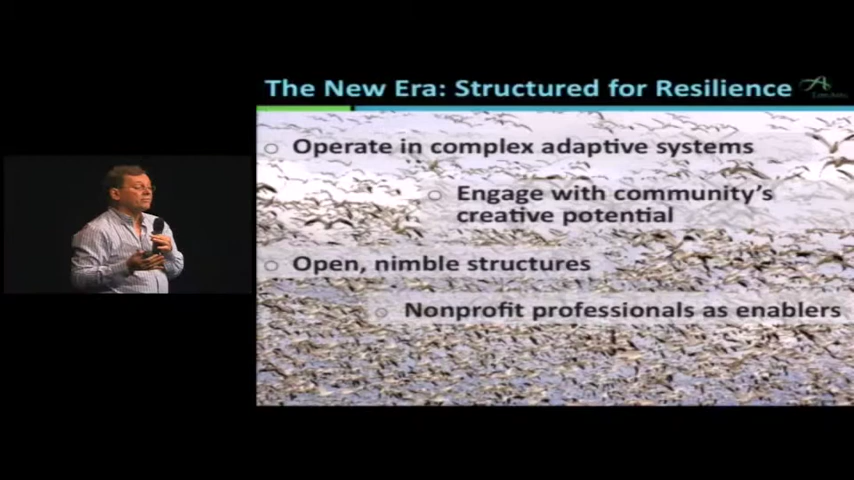 The New Era: Structured for Resilience
Operate in complex adaptive systems
Engage with community's
creative potential
Open, nimble structures
Nonprofit professionals as enablers